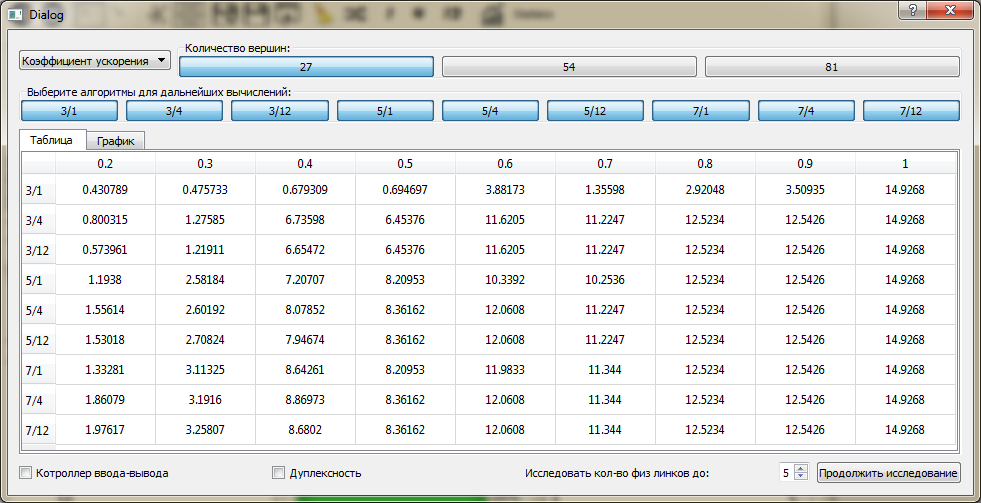 Dialog
Количество вершин:
Коэффициент ускорения 27 54 81
Выберите алгоритмы для дальнейших вычислений:
3/1 3/4 3/12 5/1 5/4 5/12 7/1 7/4 7/12
Таблица График
0.2 0.3 0.4 0.5 0.6 0.7 0.8 0.9 1
3/1 0.430789 0.475733 0.679309 0.694697 3.88173 1.35598 2.92048 3.50935 14.9268
3/4 0.800315 1.27585 6.73598 6.45376 11.6205 11.2247 12.5234 12.5426 14.9268
3/12 0.573961 1.21911 6.65472 6.45376 11.6205 11.2247 12.5234 12.5426 14.9268
5/1 1.1938 2.58184 7.20707 8.20953 10.3392 10.2536 12.5234 12.5426 14.9268
5/4 1.55614 2.60192 8.07852 8.36162 12.0608 11.2247 12.5234 12.5426 14.9268
5/12 1.53018 2.70824 7.94674 8.36162 12.0608 11.2247 12.5234 12.5426 14.9268
7/1 1.33281 3.11325 8.64261 8.20953 11.9833 11.344 12.5234 12.5426 14.9268
7/4 1.86079 3.1916 8.86973 8.36162 12.0608 11.344 12.5234 12.5426 14.9268
7/12 1.97617 3.25807 8.6802 8.36162 12.0608 11.344 12.5234 12.5426 14.9268
Котроллер ввода-вывода Дуплексность Исследовать кол-во физ линков до: 5 Продолжить исследование